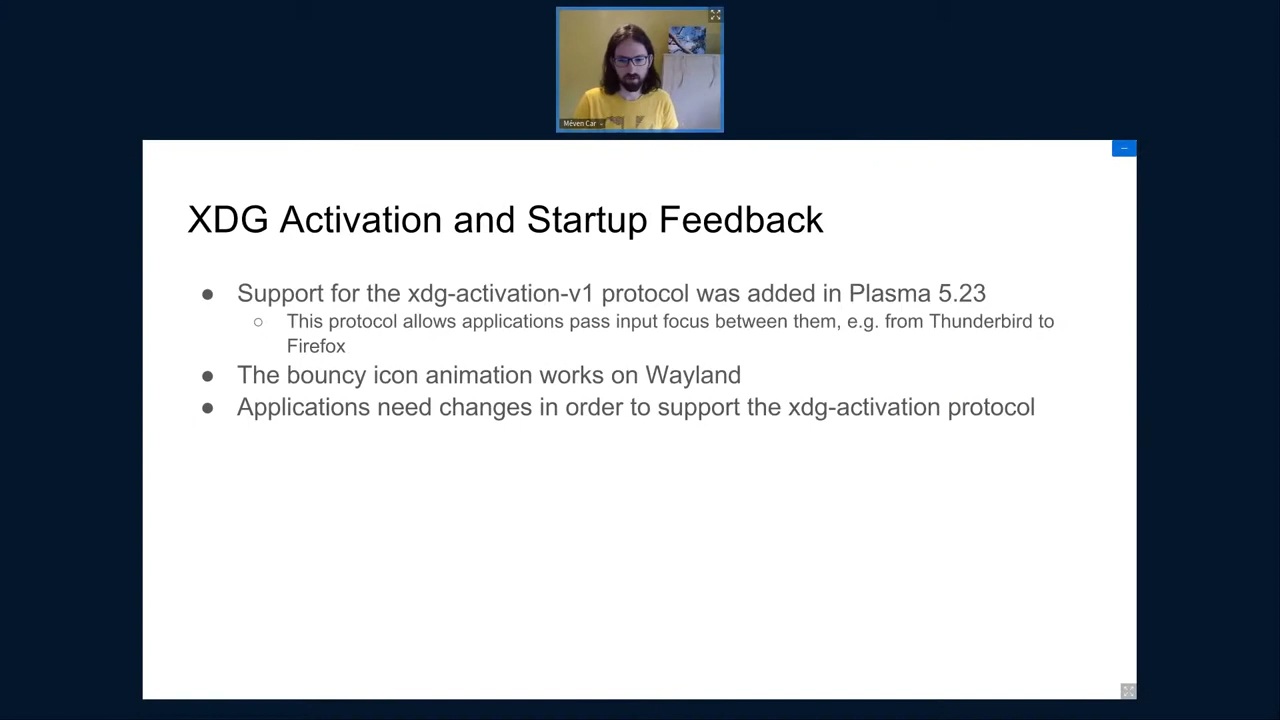 Méven Car
XDG Activation and Startup Feedback
● Support for the xdg-activation-v1 protocol was added in Plasma 5.23
○ This protocol allows applications pass input focus between them, e.g. from Thunderbird to
Firefox
● The bouncy icon animation works on Wayland
● Applications need changes in order to support the xdg-activation protocol